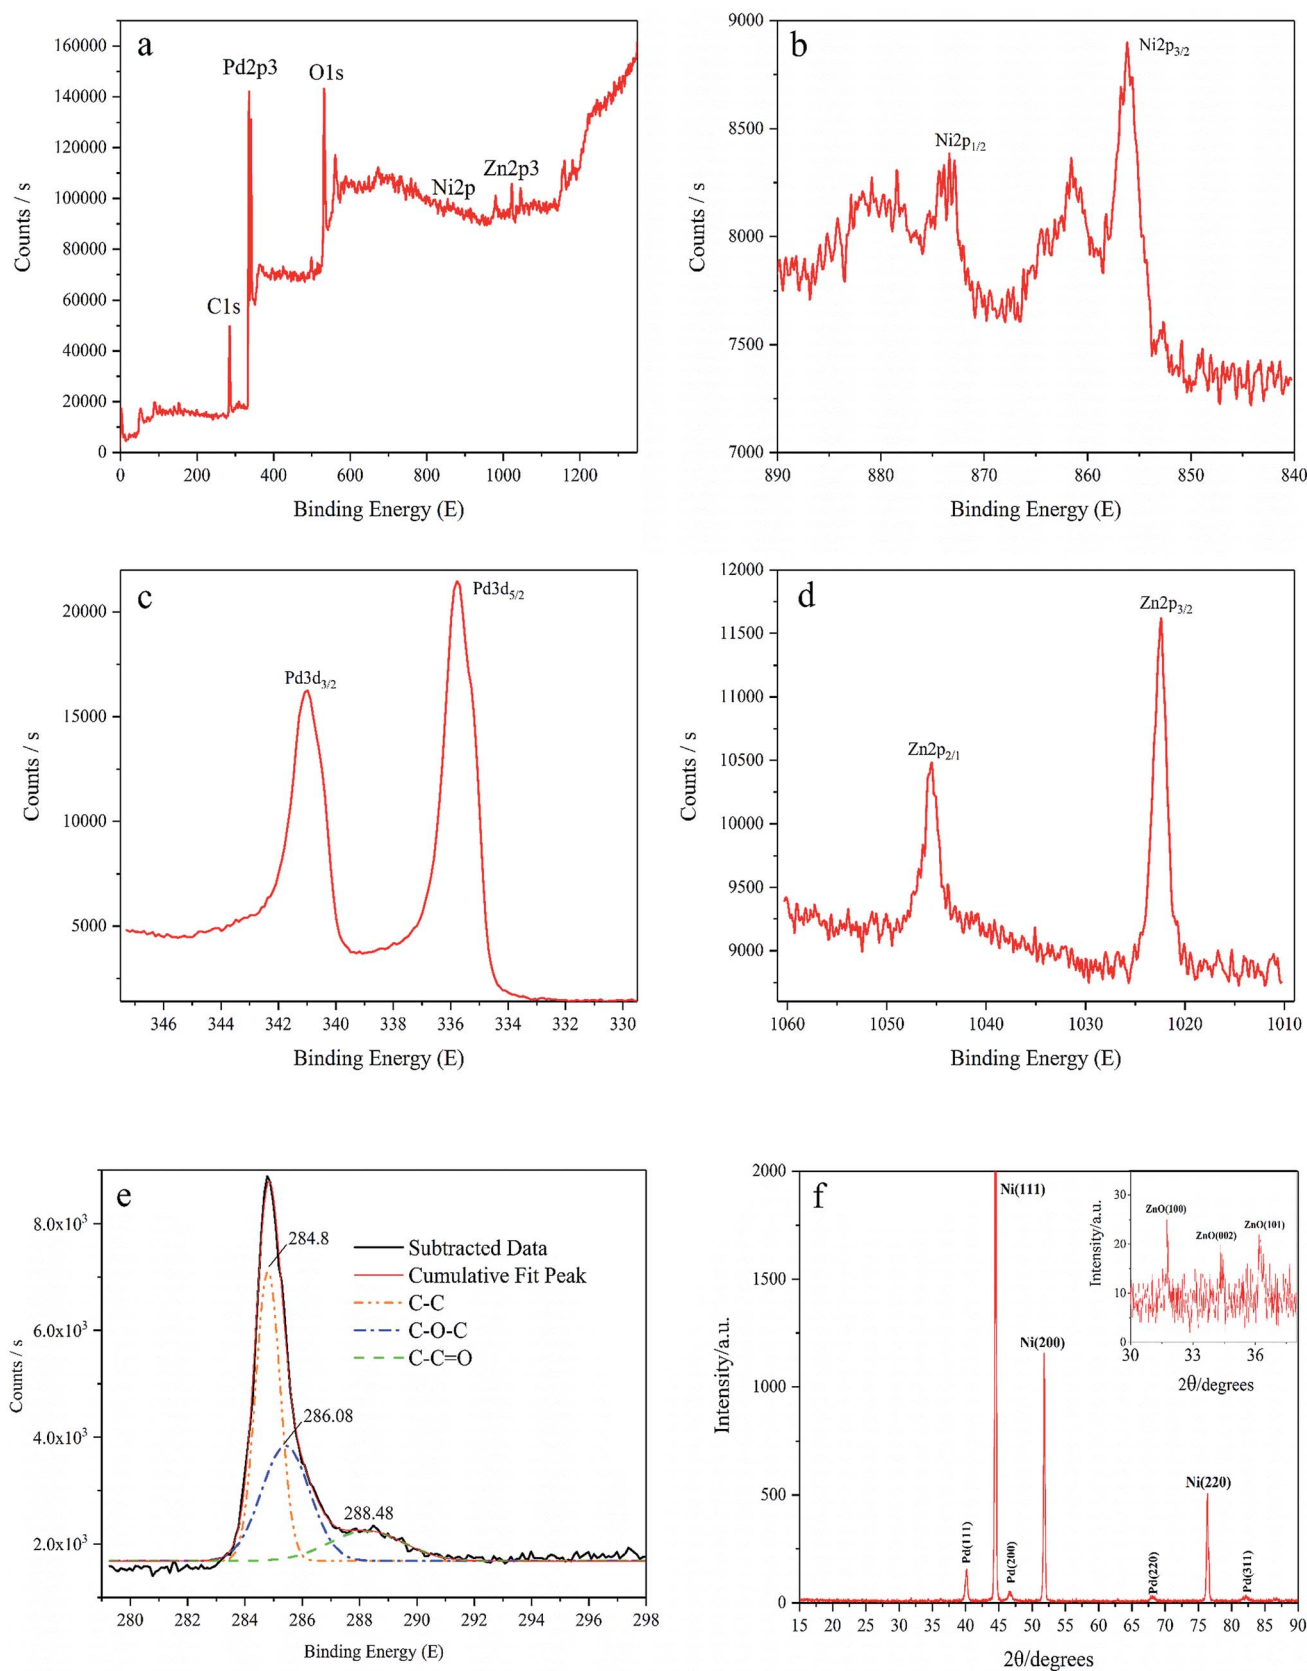 a
160000
140000
120000
100000
80000
60000
40000
20000
0
Counts / s
Pd2p3
O1s
C1s
Ni2p
Zn2p3
0 200 400 600 800 1000 1200
Binding Energy (E)
b
9000
8500
8000
7500
7000
Counts / s
Ni2p3/2
Ni2p1/2
890 880 870 860 850 840
Binding Energy (E)
c
20000
15000
10000
5000
Counts / s
Pd3d5/2
Pd3d3/2
346 344 342 340 338 336 334 332 330
Binding Energy (E)
d
12000
11500
11000
10500
10000
9500
9000
Counts / s
Zn2p3/2
Zn2p2/1
1060 1050 1040 1030 1020 1010
Binding Energy (E)
e
8.0x10³
6.0x10³
4.0x10³
2.0x10³
Counts / s
284.8
286.08
288.48
Subtracted Data
Cumulative Fit Peak
C-C
C-O-C
C-C=O
280 282 284 286 288 290 292 294 296 298
Binding Energy (E)
f
2000
1500
1000
500
0
Intensity/a.u.
Ni(111)
Ni(200)
Ni(220)
Pd(111)
Pd(200)
Pd(220)
Pd(311)
15 20 25 30 35 40 45 50 55 60 65 70 75 80 85 90
2θ/degrees
30
20
10
0
Intensity/a.u.
ZnO(100)
ZnO(002)
ZnO(101)
30 33 36
2θ/degrees